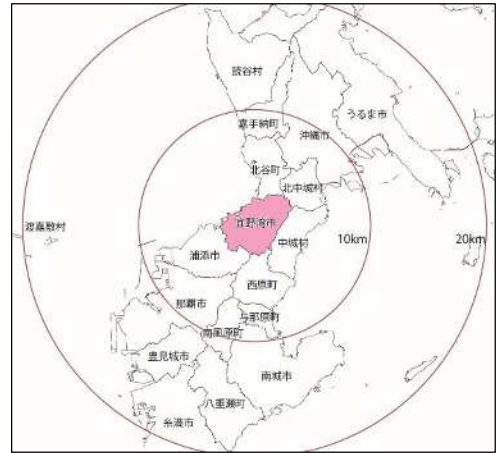 読谷村
うるま市
嘉手納町
沖縄市
北谷町
北中城村
宜野湾市
渡嘉敷村
10km
20km
中城村
浦添市
西原町
那覇市
与那原町
南風原町
豊見城市
南城市
八重瀬町
糸満市